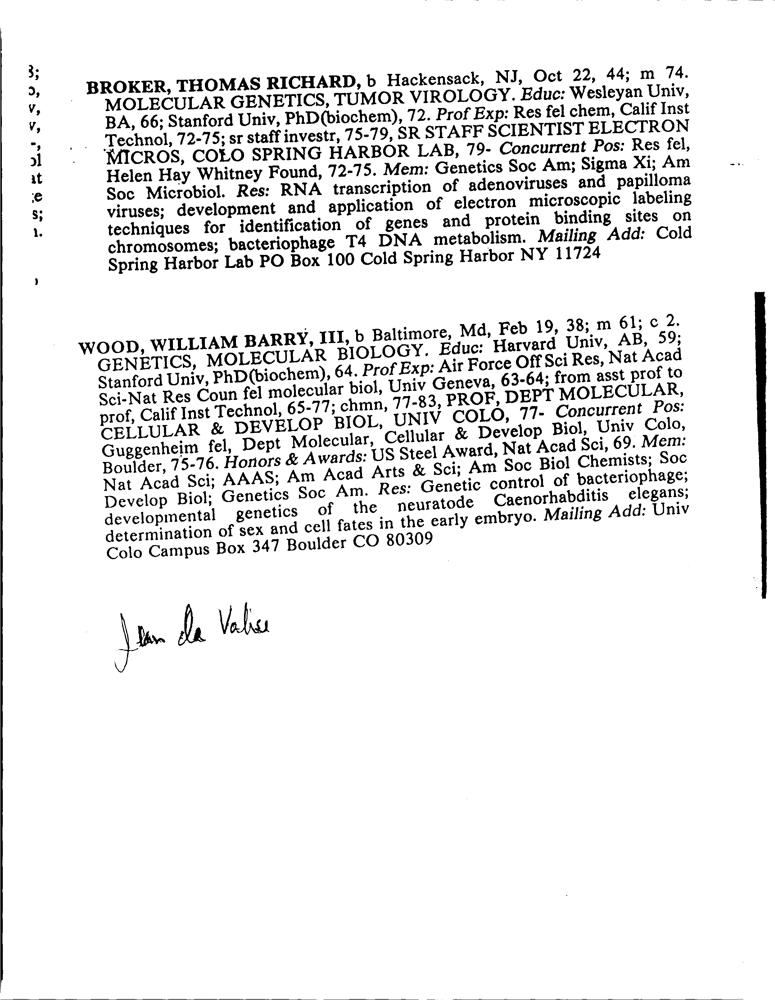 3;
o,
v,
v,
-,
ol
at
;e
s;
1.
BROKER, THOMAS RICHARD, b Hackensack, NJ, Oct 22, 44; m 74.
MOLECULAR GENETICS, TUMOR VIROLOGY. Educ: Wesleyan Univ,
BA, 66; Stanford Univ, PhD(biochem), 72. Prof Exp: Res fel chem, Calif Inst
Technol, 72-75; sr staff investr, 75-79, SR STAFF SCIENTIST ELECTRON
MICROS, COLO SPRING HARBOR LAB, 79- Concurrent Pos: Res fel,
Helen Hay Whitney Found, 72-75. Mem: Genetics Soc Am; Sigma Xi; Am
Soc Microbiol. Res: RNA transcription of adenoviruses and papilloma
viruses; development and application of electron microscopic labeling
techniques for identification of genes and protein binding sites on
chromosomes; bacteriophage T4 DNA metabolism. Mailing Add: Cold
Spring Harbor Lab PO Box 100 Cold Spring Harbor NY 11724
WOOD, WILLIAM BARRY, III, b Baltimore, Md, Feb 19, 38; m 61; c 2.
GENETICS, MOLECULAR BIOLOGY. Educ: Harvard Univ, AB, 59;
Stanford Univ, PhD(biochem), 64. Prof Exp: Air Force Off Sci Res, Nat Acad
Sci-Nat Res Coun fel molecular biol, Univ Geneva, 63-64; from asst prof to
prof, Calif Inst Technol, 65-77; chmn, 77-83, PROF, DEPT MOLECULAR,
CELLULAR & DEVELOP BIOL, UNIV COLO, 77- Concurrent Pos:
Guggenheim fel, Dept Molecular, Cellular & Develop Biol, Univ Colo,
Boulder, 75-76. Honors & Awards: US Steel Award, Nat Acad Sci, 69. Mem:
Nat Acad Sci; AAAS; Am Acad Arts & Sci; Am Soc Biol Chemists; Soc
Develop Biol; Genetics Soc Am. Res: Genetic control of bacteriophage;
developmental genetics of the neuratode Caenorhabditis elegans;
determination of sex and cell fates in the early embryo. Mailing Add: Univ
Colo Campus Box 347 Boulder CO 80309
Jean da Valise